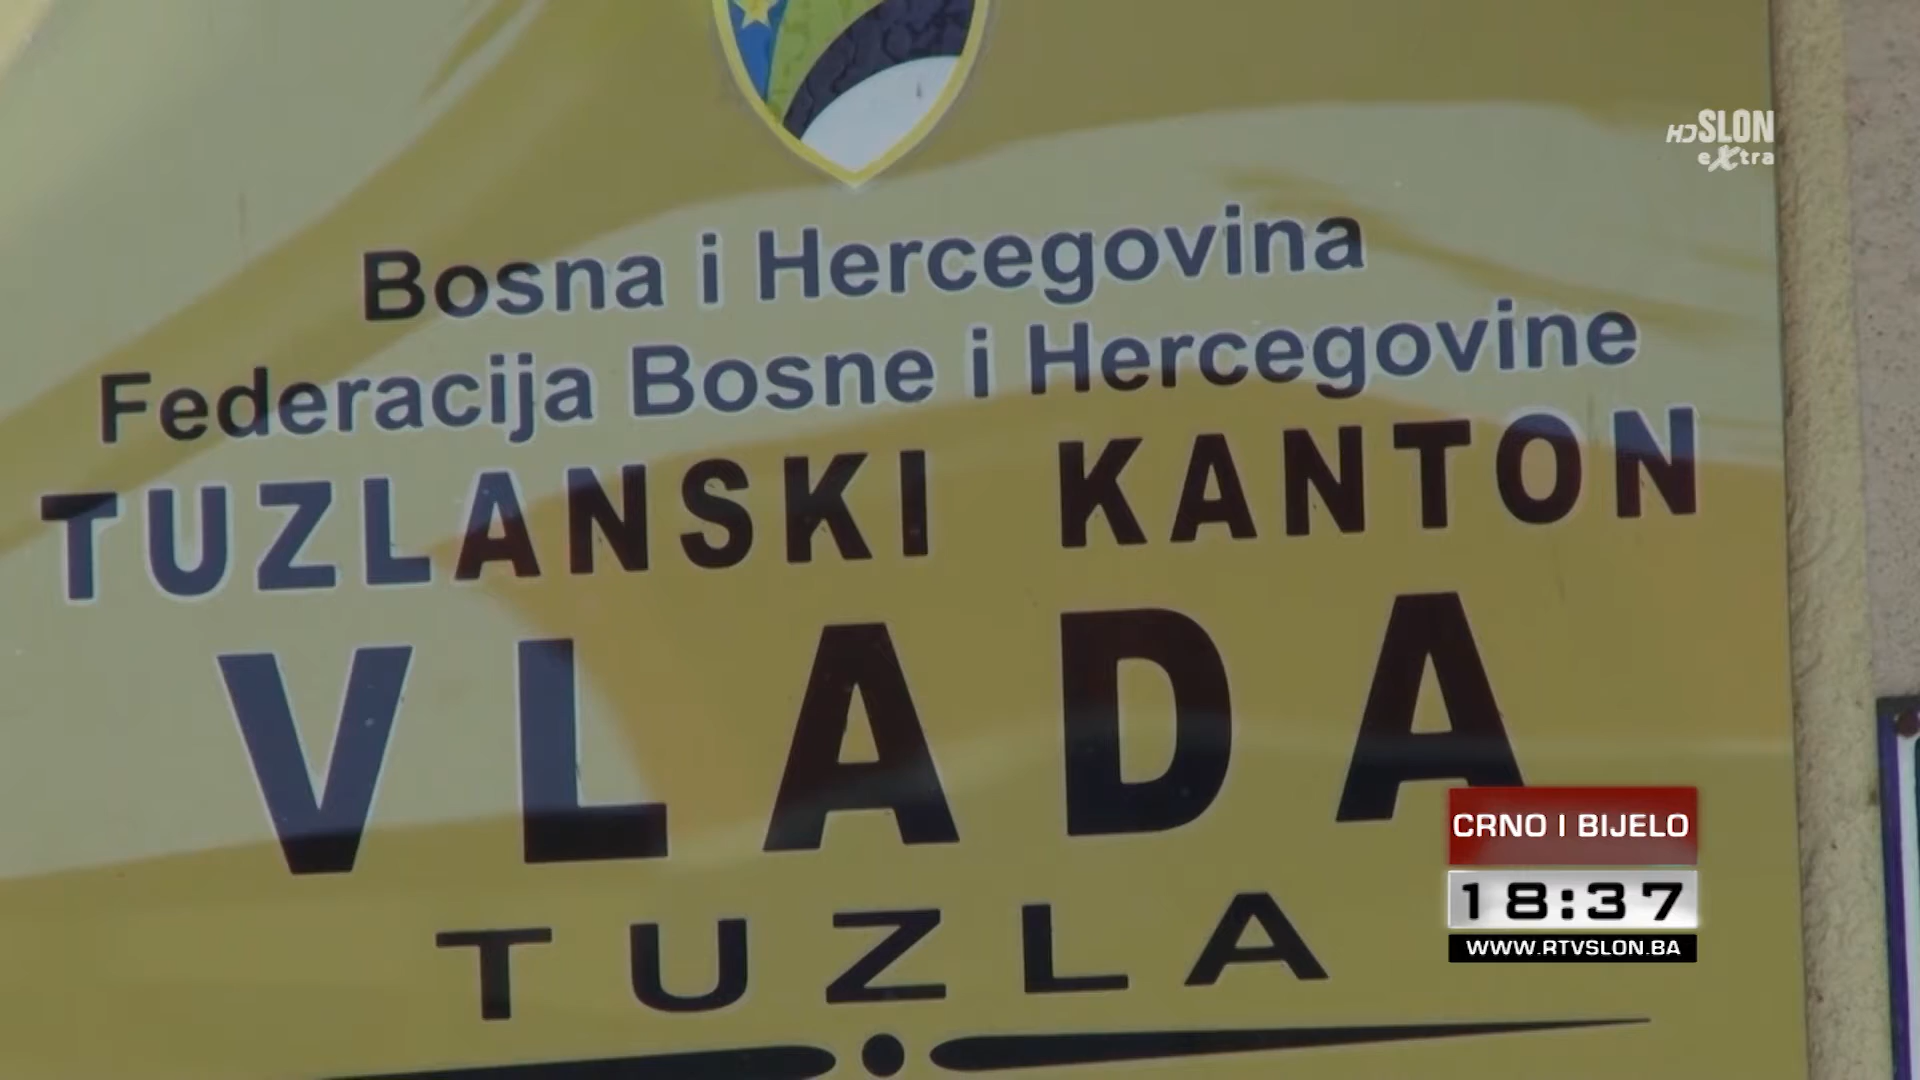 HD SLON
extra
Bosna i Hercegovina
Federacija Bosne i Hercegovine
TUZLANSKI KANTON
VLADA
TUZLA
CRNO I BIJELO
18:37
WWW.RTVSLON.BA